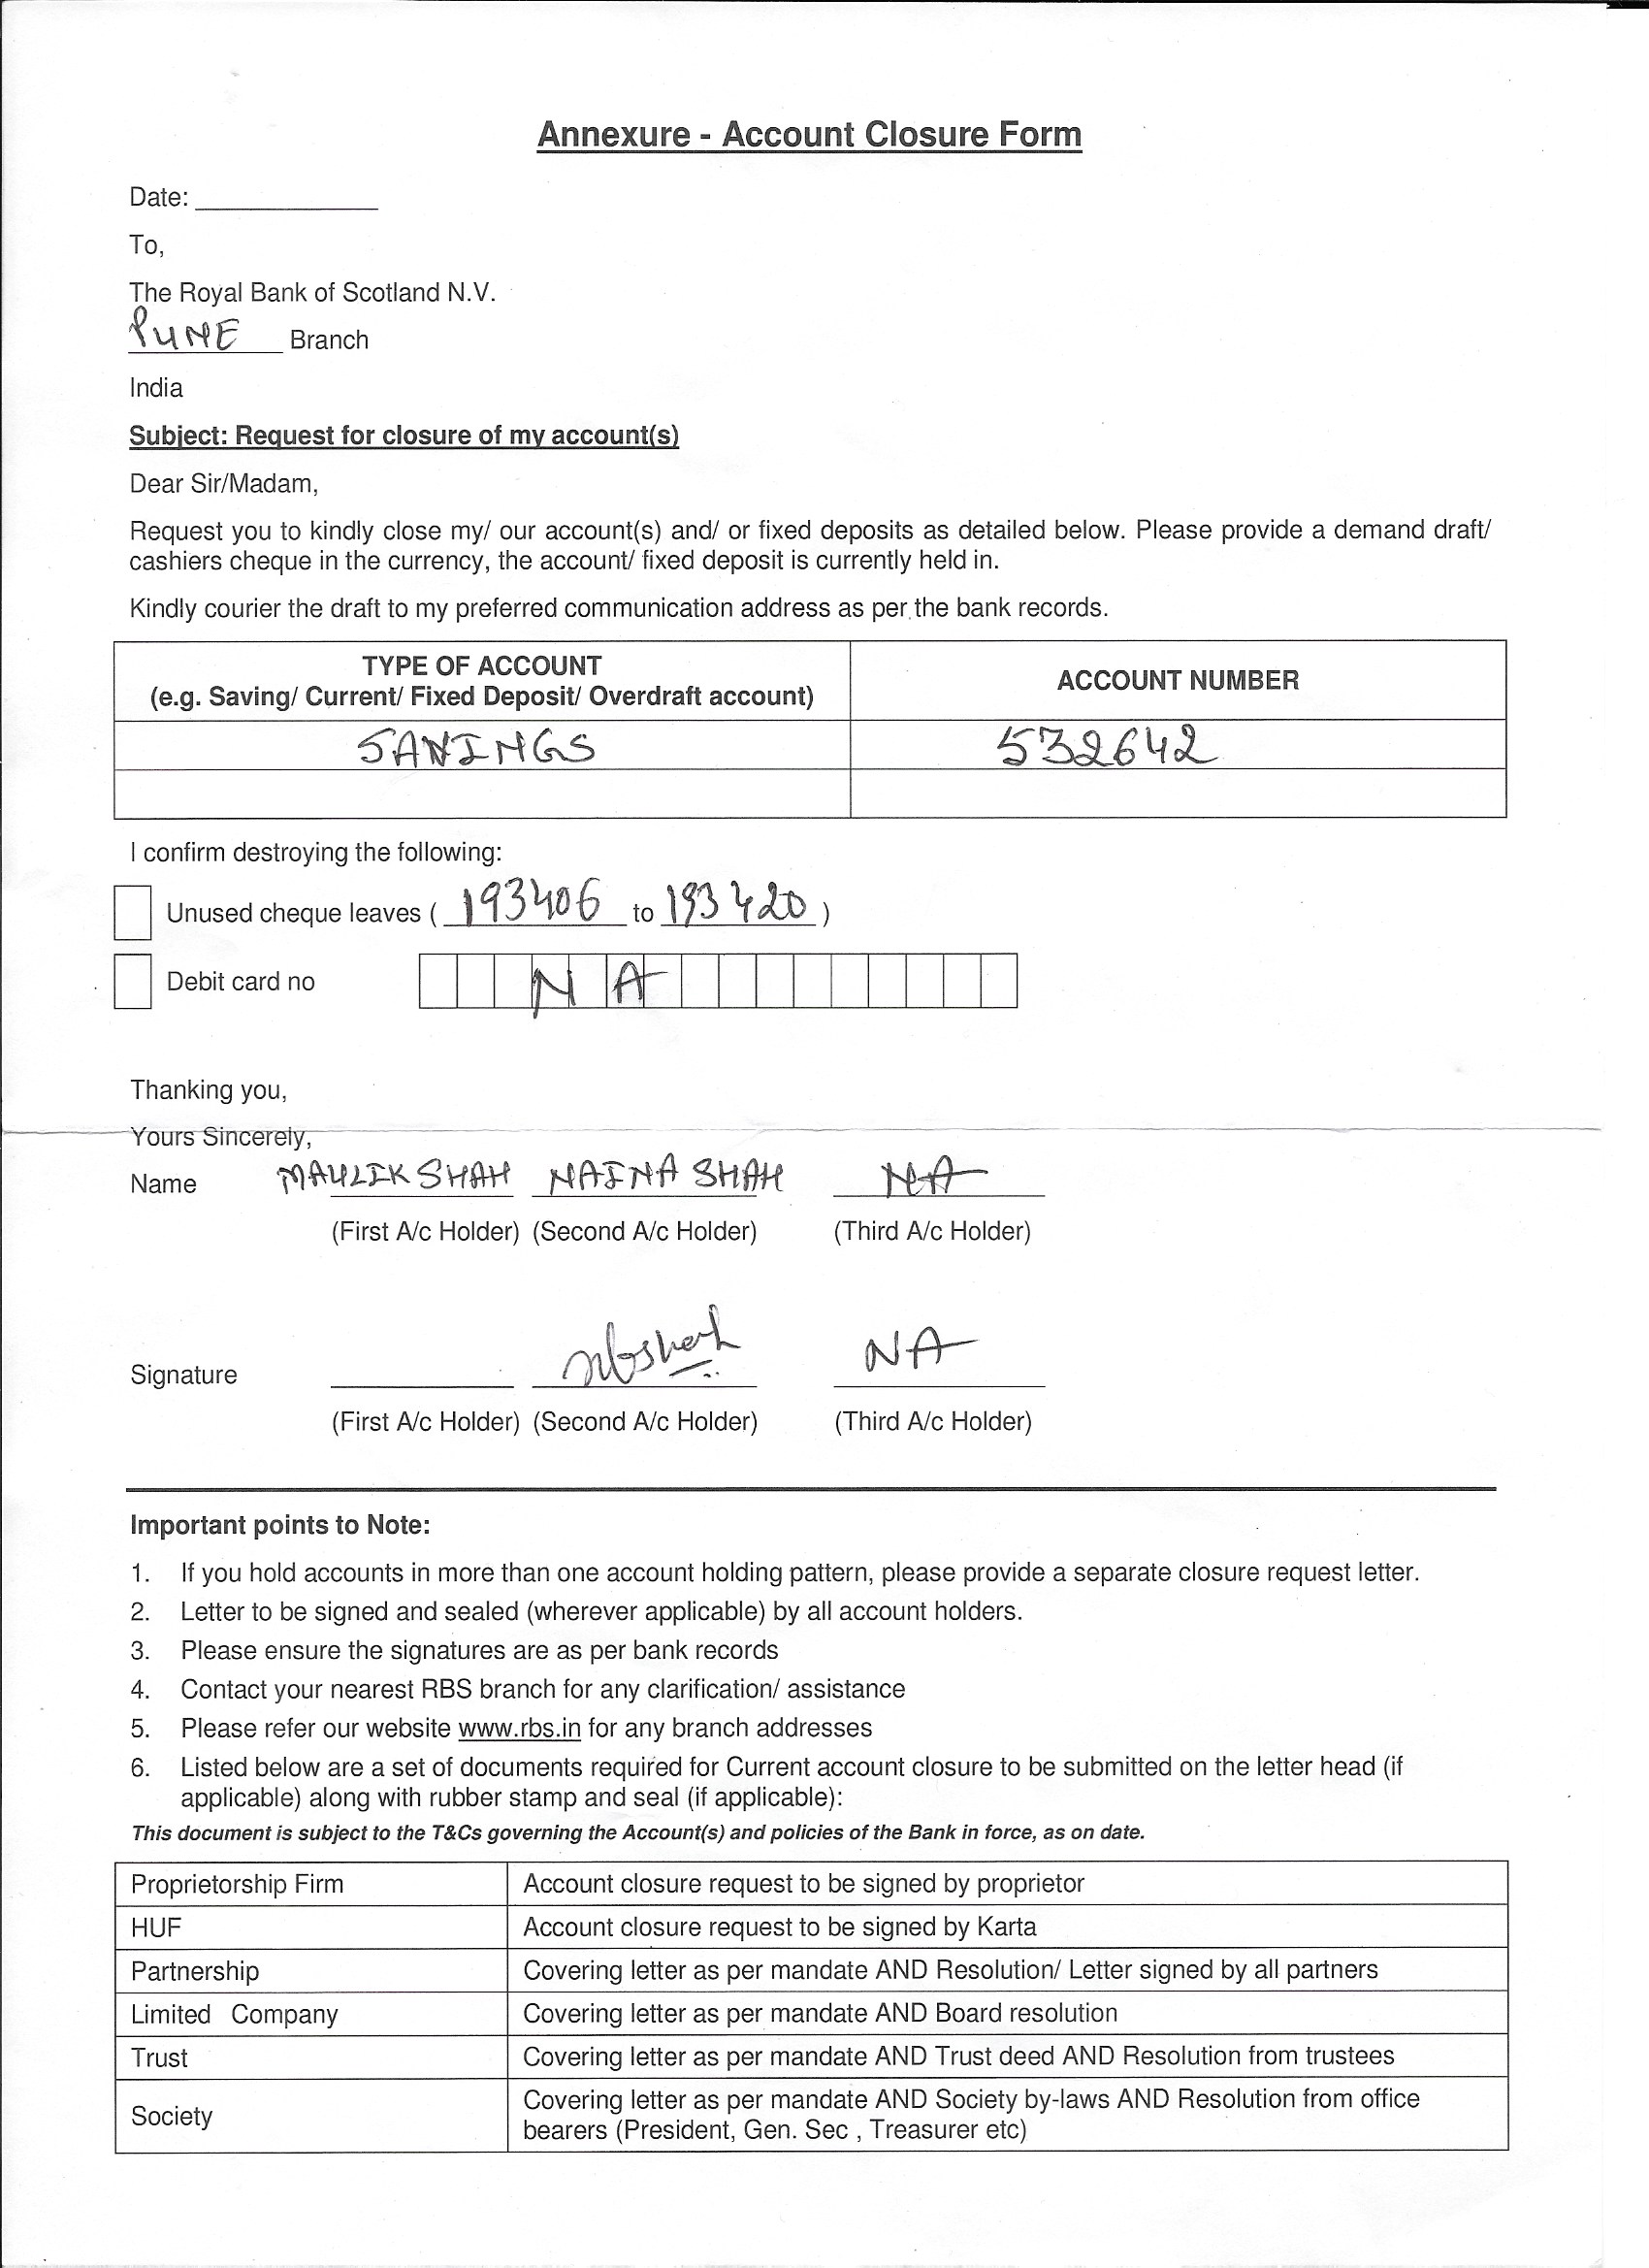 Annexure - Account Closure Form
Date:
To,
The Royal Bank of Scotland N.V.
PUNE Branch
India
Subject: Request for closure of my account(s)
Dear Sir/Madam,
Request you to kindly close my/ our account(s) and/ or fixed deposits as detailed below. Please provide a demand draft/
cashiers cheque in the currency, the account/ fixed deposit is currently held in.
Kindly courier the draft to my preferred communication address as per the bank records.
TYPE OF ACCOUNT
(e.g. Saving/ Current/ Fixed Deposit/ Overdraft account)
ACCOUNT NUMBER
SAVINGS 532642
I confirm destroying the following:
Unused cheque leaves ( 193406 to 193420 )
Debit card no NA
Thanking you,
Yours Sincerely,
Name MAULIK SHAH NAINA SHAH NA
(First A/c Holder) (Second A/c Holder) (Third A/c Holder)
Signature nbshah NA
(First A/c Holder) (Second A/c Holder) (Third A/c Holder)
Important points to Note:
1. If you hold accounts in more than one account holding pattern, please provide a separate closure request letter.
2. Letter to be signed and sealed (wherever applicable) by all account holders.
3. Please ensure the signatures are as per bank records
4. Contact your nearest RBS branch for any clarification/ assistance
5. Please refer our website www.rbs.in for any branch addresses
6. Listed below are a set of documents required for Current account closure to be submitted on the letter head (if
applicable) along with rubber stamp and seal (if applicable):
This document is subject to the T&Cs governing the Account(s) and policies of the Bank in force, as on date.
Proprietorship Firm Account closure request to be signed by proprietor
HUF Account closure request to be signed by Karta
Partnership Covering letter as per mandate AND Resolution/ Letter signed by all partners
Limited Company Covering letter as per mandate AND Board resolution
Trust Covering letter as per mandate AND Trust deed AND Resolution from trustees
Society Covering letter as per mandate AND Society by-laws AND Resolution from office
bearers (President, Gen. Sec , Treasurer etc)